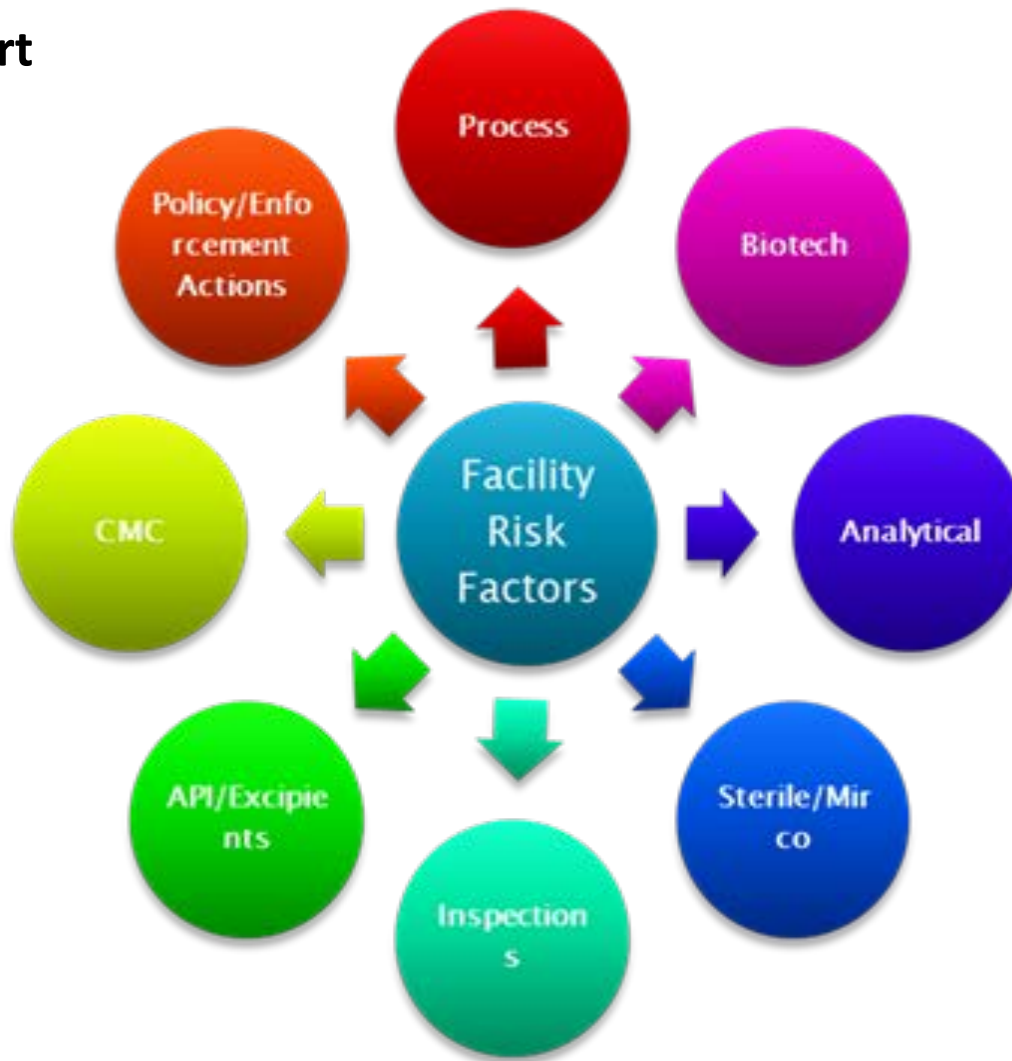 rt
Process
Policy/Enfo
rcement
Actions
Biotech
CMC
Facility
Risk
Factors
Analytical
API/Excipie
nts
Sterile/Mir
co
Inspection
s